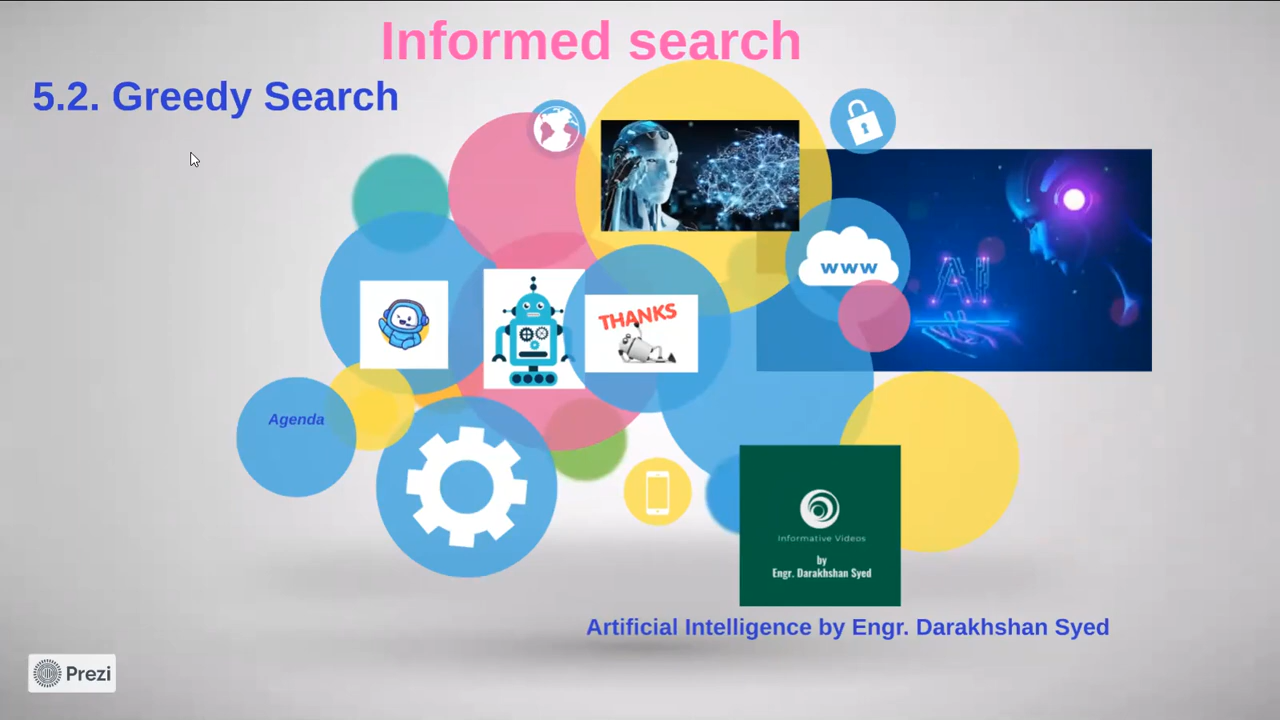 Informed search
5.2. Greedy Search
www
THANKS
Agenda
AI
Informative Videos
by
Engr. Darakhshan Syed
Artificial Intelligence by Engr. Darakhshan Syed
Prezi